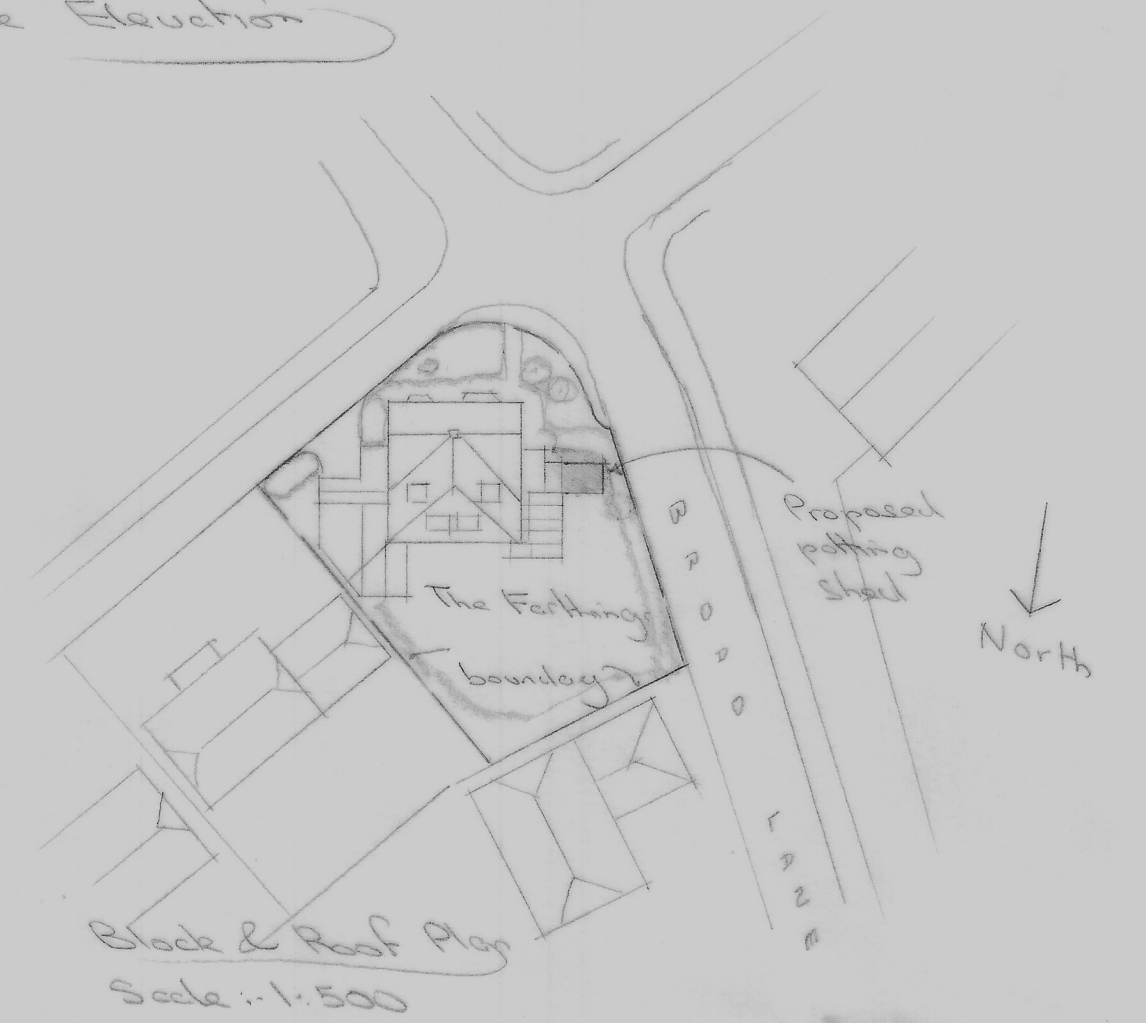 e Elevation
Proposed
potting
shed
North
The Farthings
boundary
BROAD LANE
Block & Roof Plan
Scale :- 1:500